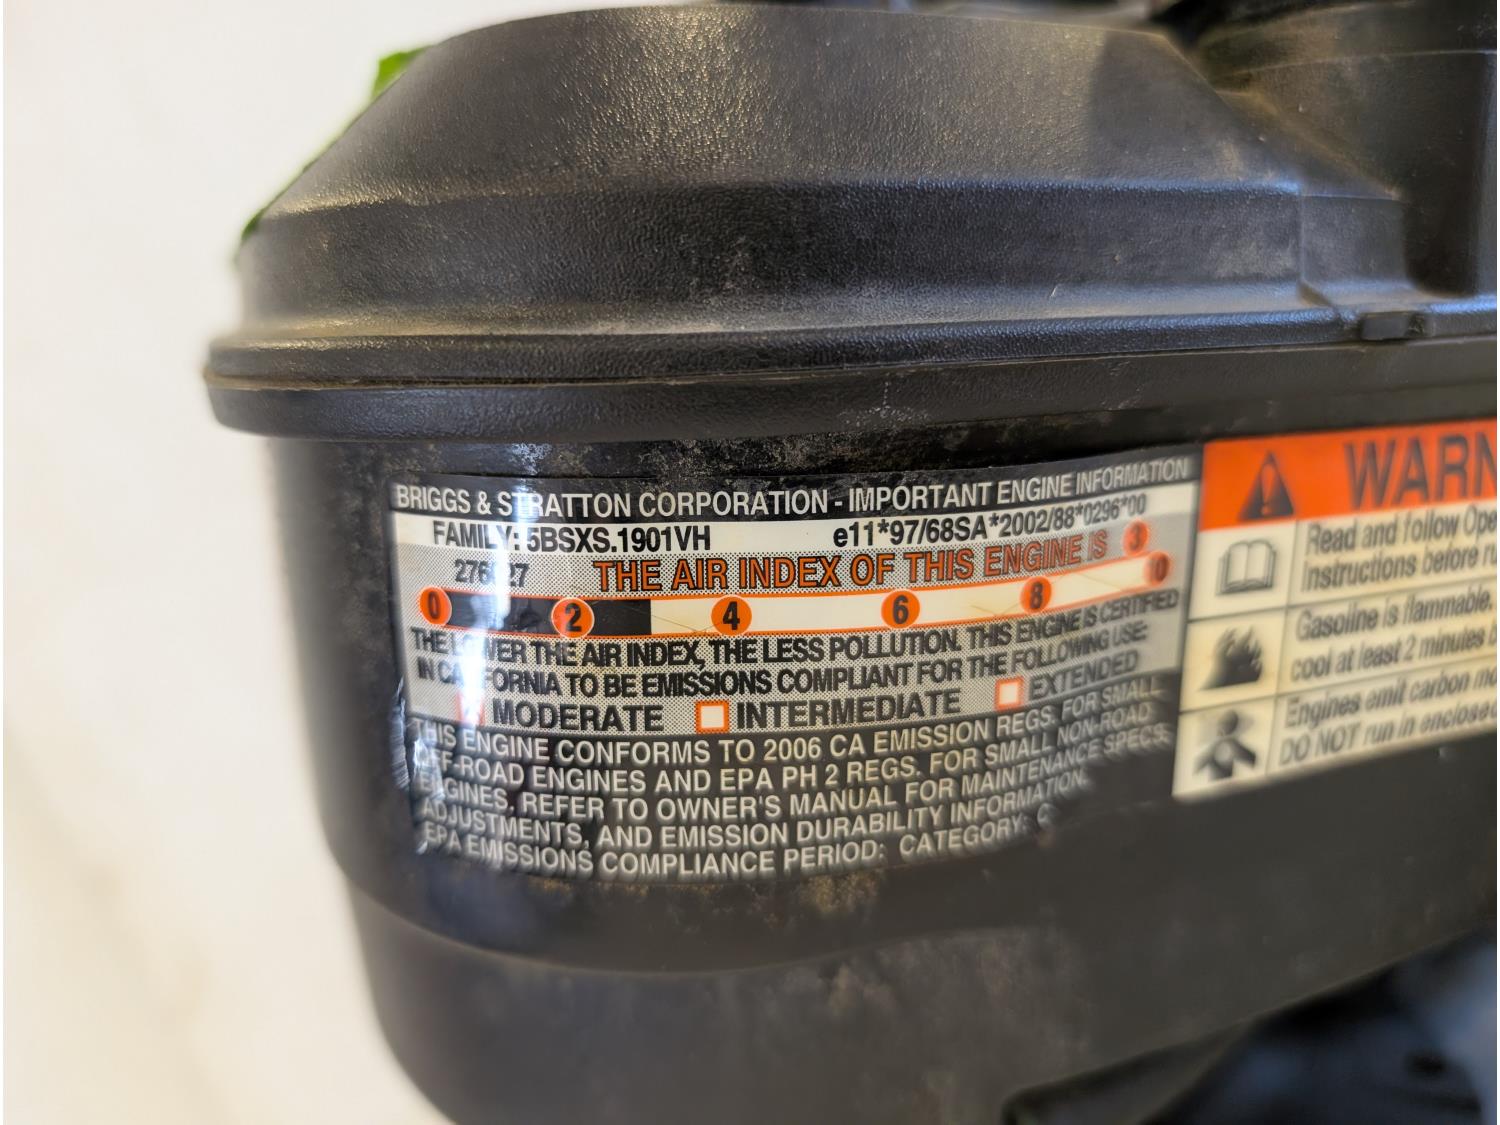 BRIGGS & STRATTON CORPORATION - IMPORTANT ENGINE INFORMATION
FAMILY: 5BSXS.1901VH e11*97/68SA*2002/88*0296*00
THE AIR INDEX OF THIS ENGINE IS 3
0 2 4 6 8 10
THE LOWER THE AIR INDEX, THE LESS POLLUTION. THIS ENGINE IS CERTIFIED
IN CALIFORNIA TO BE EMISSIONS COMPLIANT FOR THE FOLLOWING USE:
MODERATE INTERMEDIATE EXTENDED
THIS ENGINE CONFORMS TO 2006 CA EMISSION REGS. FOR SMALL
OFF-ROAD ENGINES AND EPA PH 2 REGS. FOR SMALL NON-ROAD
ENGINES. REFER TO OWNER'S MANUAL FOR MAINTENANCE SPECS.
ADJUSTMENTS, AND EMISSION DURABILITY INFORMATION.
EPA EMISSIONS COMPLIANCE PERIOD: CATEGORY: C
WARN
Read and follow Ope
Instructions before ru
Gasoline is flammable.
cool at least 2 minutes
Engines emit carbon mo
DO NOT run in enclosed